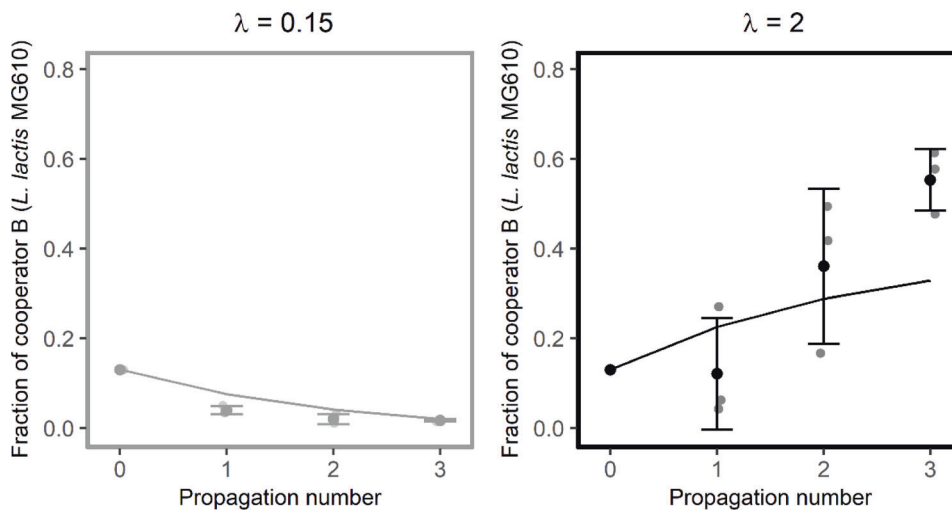 λ = 0.15
Fraction of cooperator B (L. lactis MG610)
0.8
0.6
0.4
0.2
0.0
0 1 2 3
Propagation number
λ = 2
Fraction of cooperator B (L. lactis MG610)
0.8
0.6
0.4
0.2
0.0
0 1 2 3
Propagation number